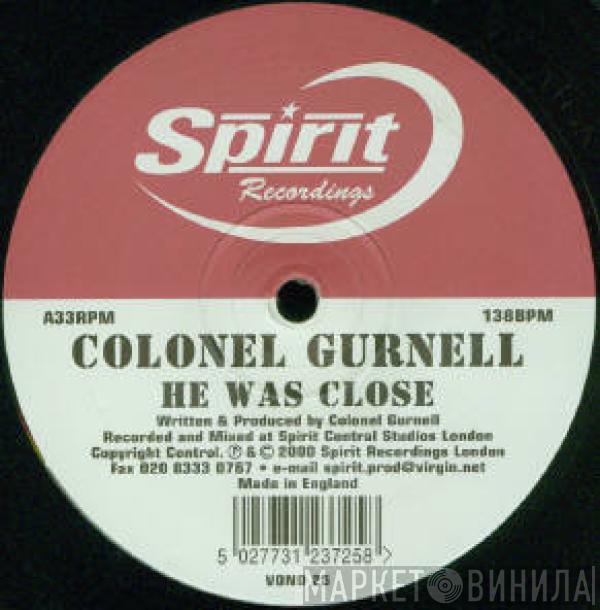 Spirit
Recordings
A33RPM
138BPM
COLONEL GURNELL
HE WAS CLOSE
Written & Produced by Colonel Gurnell
Recorded and Mixed at Spirit Central Studios London
Copyright Control. ℗ & © 2000 Spirit Recordings London
Fax 020 8333 0767 • e-mail spirit.prod@virgin.net
Made in England
5 027731 237258 >
VOND 25
МАРКЕТ ВИНИЛА